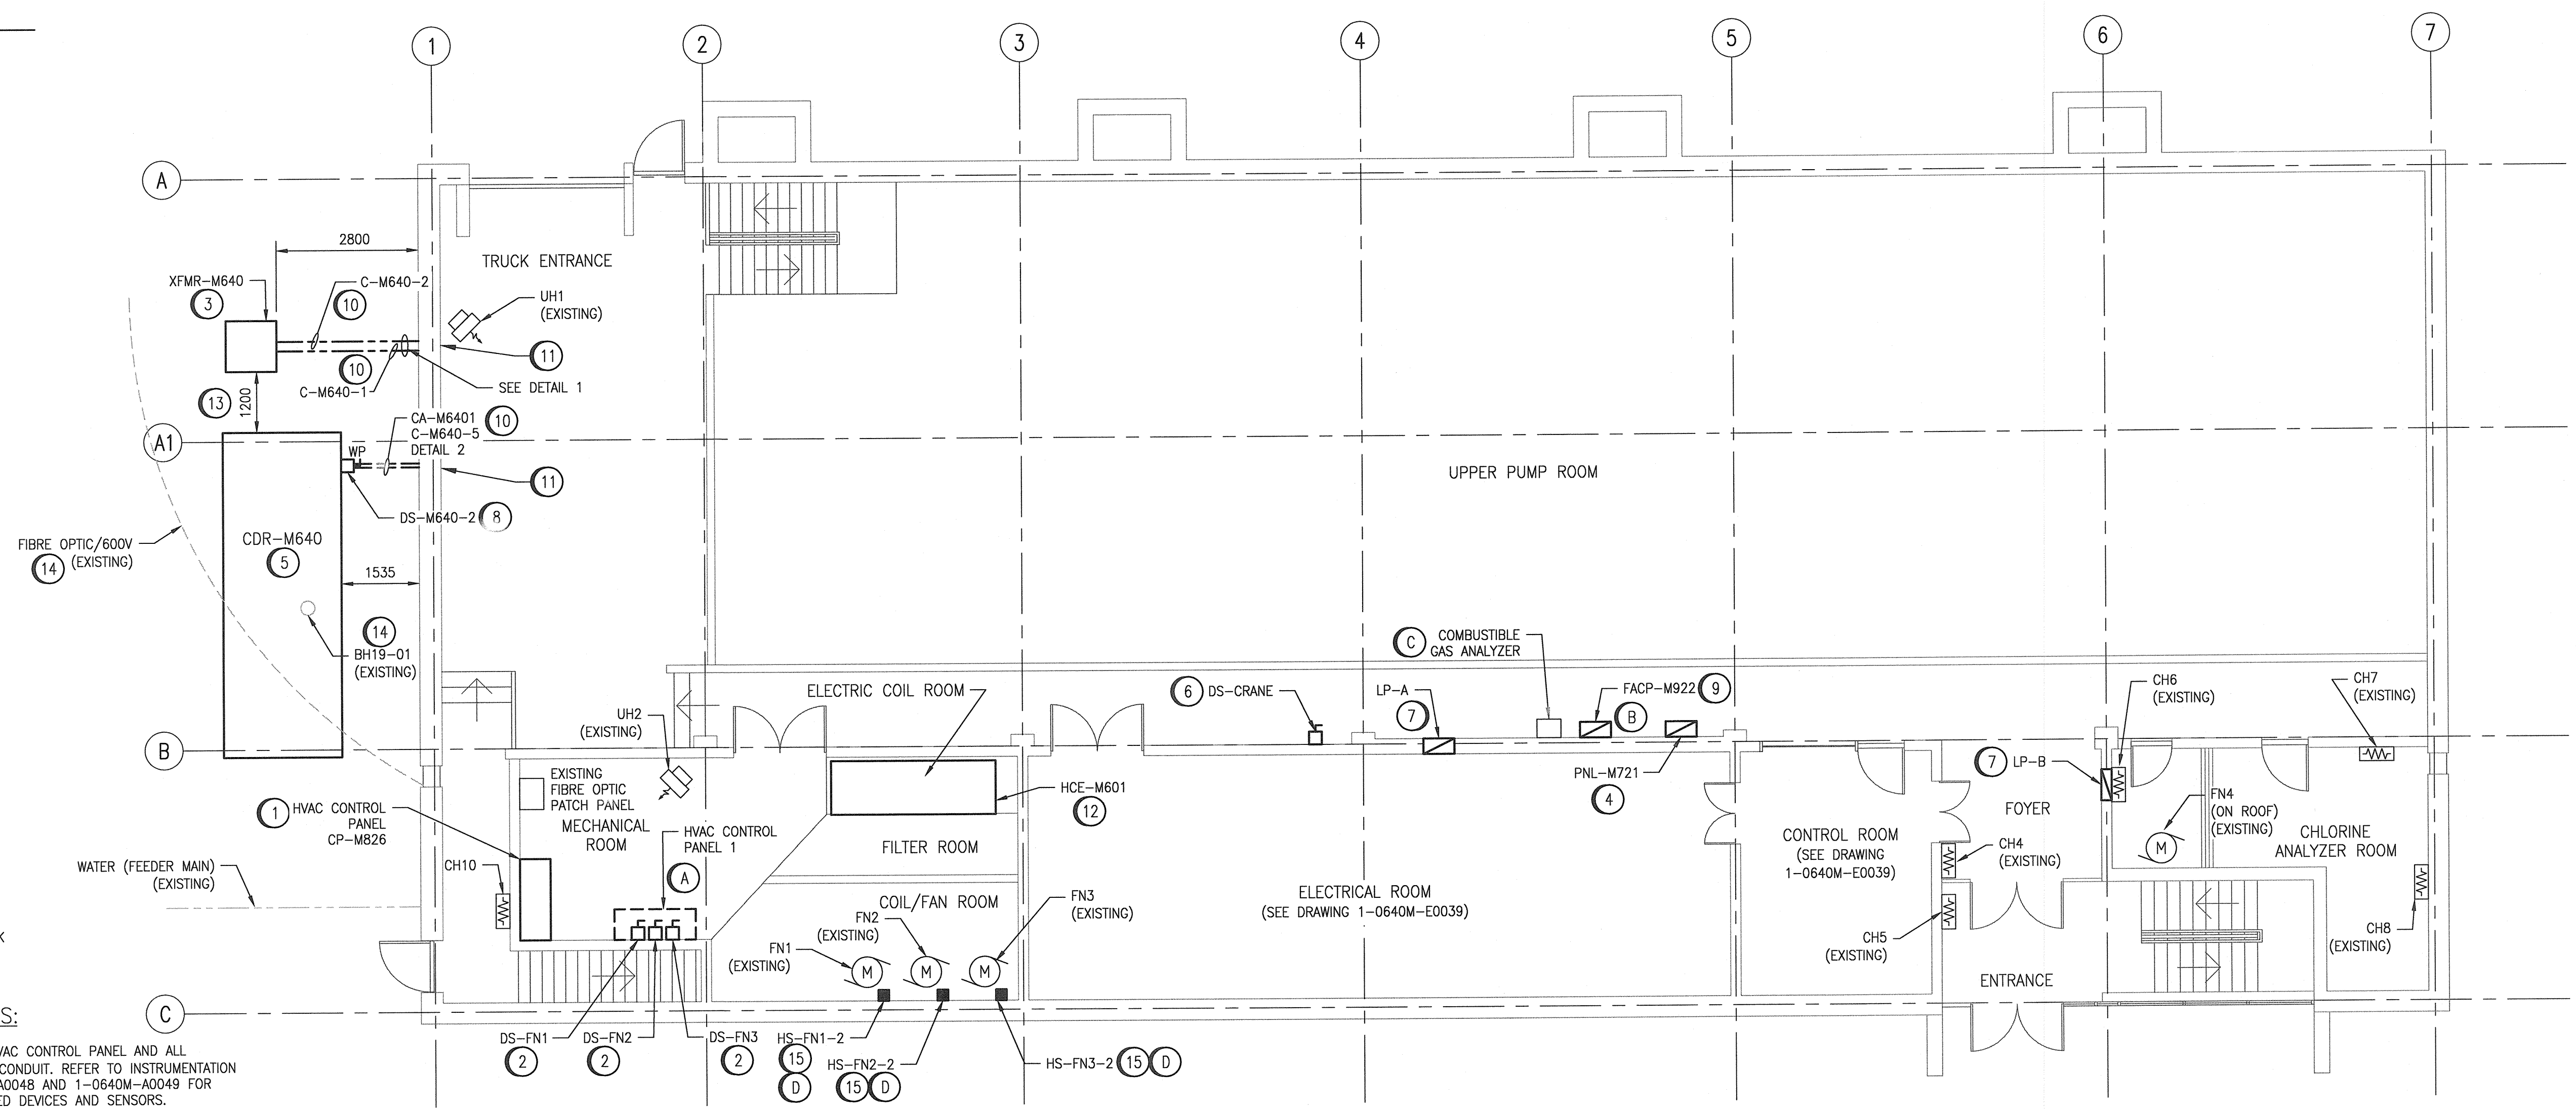 1
2
3
4
5
6
7
A
2800
XFMR-M640
3
C-M640-2
10
TRUCK ENTRANCE
UH1
(EXISTING)
11
10
C-M640-1
SEE DETAIL 1
13
1200
CA-M6401
C-M640-5
DETAIL 2
10
A1
WP
11
UPPER PUMP ROOM
DS-M640-2
8
FIBRE OPTIC/600V
(EXISTING)
14
CDR-M640
5
1535
14
BH19-01
(EXISTING)
C
COMBUSTIBLE
GAS ANALYZER
ELECTRIC COIL ROOM
6
DS-CRANE
LP-A
7
FACP-M922
9
B
CH6
(EXISTING)
CH7
(EXISTING)
UH2
(EXISTING)
B
EXISTING
FIBRE OPTIC
PATCH PANEL
MECHANICAL
ROOM
1
HVAC CONTROL
PANEL
CP-M826
HVAC CONTROL
PANEL 1
A
HCE-M601
12
PNL-M721
4
7
LP-B
FN4
(ON ROOF)
(EXISTING)
M
FOYER
CONTROL ROOM
(SEE DRAWING
1-0640M-E0039)
CHLORINE
ANALYZER ROOM
FILTER ROOM
CH4
(EXISTING)
WATER (FEEDER MAIN)
(EXISTING)
CH10
COIL/FAN ROOM
FN3
(EXISTING)
FN2
(EXISTING)
FN1
(EXISTING)
M
M
M
ELECTRICAL ROOM
(SEE DRAWING 1-0640M-E0039)
CH5
(EXISTING)
CH8
(EXISTING)
ENTRANCE
K
C
S:
VAC CONTROL PANEL AND ALL
CONDUIT. REFER TO INSTRUMENTATION
A0048 AND 1-0640M-A0049 FOR
ED DEVICES AND SENSORS.
DS-FN1
2
DS-FN2
2
DS-FN3
2
HS-FN1-2
15
D
HS-FN2-2
15
D
HS-FN3-2
15
D